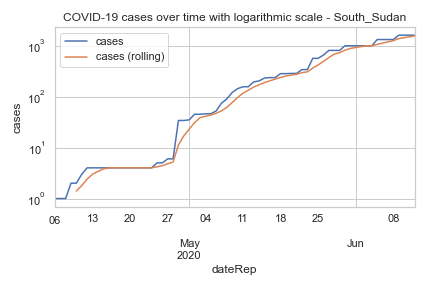 COVID-19 cases over time with logarithmic scale - South_Sudan
cases
cases (rolling)
10³
10²
10¹
10⁰
cases
06 13 20 27 04 11 18 25 08
May Jun
2020
dateRep